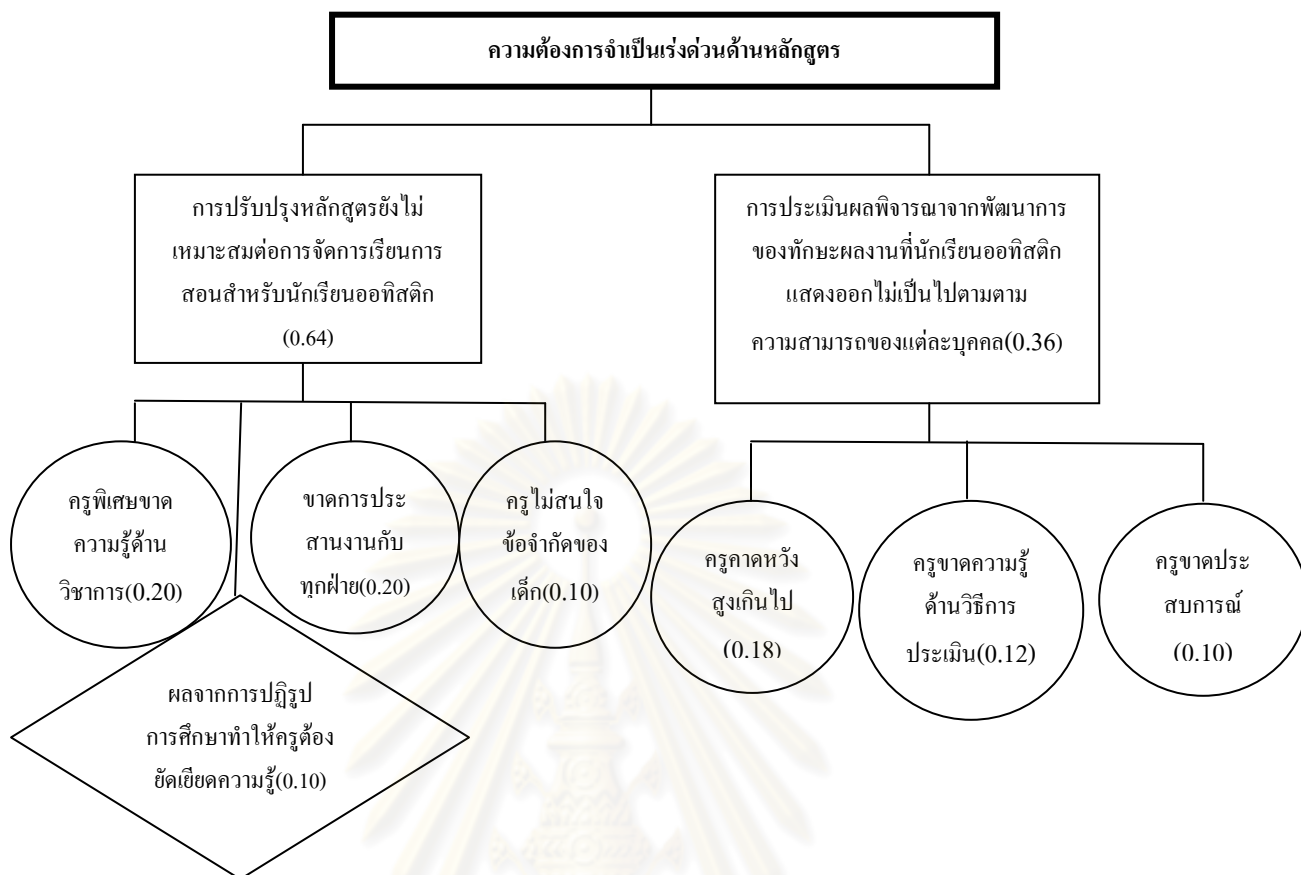 ความต้องการจำเป็นเร่งด่วนด้านหลักสูตร
การปรับปรุงหลักสูตรยังไม่
เหมาะสมต่อการจัดการเรียนการ
สอนสำหรับนักเรียนออทิสติก
(0.64)
การประเมินผลพิจารณาจากพัฒนาการ
ของทักษะผลงานที่นักเรียนออทิสติก
แสดงออกไม่เป็นไปตามตาม
ความสามารถของแต่ละบุคคล(0.36)
ครูพิเศษขาด
ความรู้ด้าน
วิชาการ(0.20)
ขาดการประ
สานงานกับ
ทุกฝ่าย(0.20)
ครูไม่สนใจ
ข้อจำกัดของ
เด็ก(0.10)
ครูคาดหวัง
สูงเกินไป
(0.18)
ครูขาดความรู้
ด้านวิธีการ
ประเมิน(0.12)
ครูขาดประ
สบการณ์
(0.10)
ผลจากการปฏิรูป
การศึกษาทำให้ครูต้อง
ยัดเยียดความรู้(0.10)